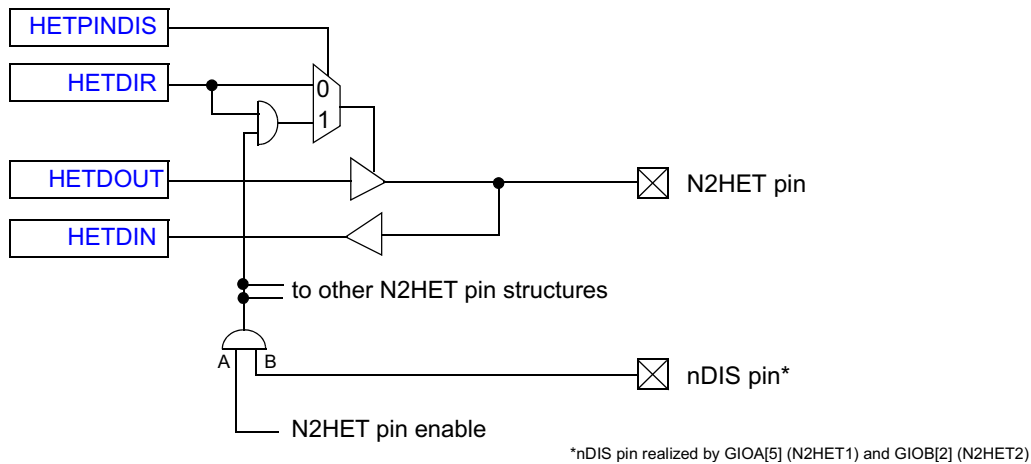 HETPINDIS
HETDIR
0
1
HETDOUT
N2HET pin
HETDIN
to other N2HET pin structures
A B
nDIS pin*
N2HET pin enable
*nDIS pin realized by GIOA[5] (N2HET1) and GIOB[2] (N2HET2)